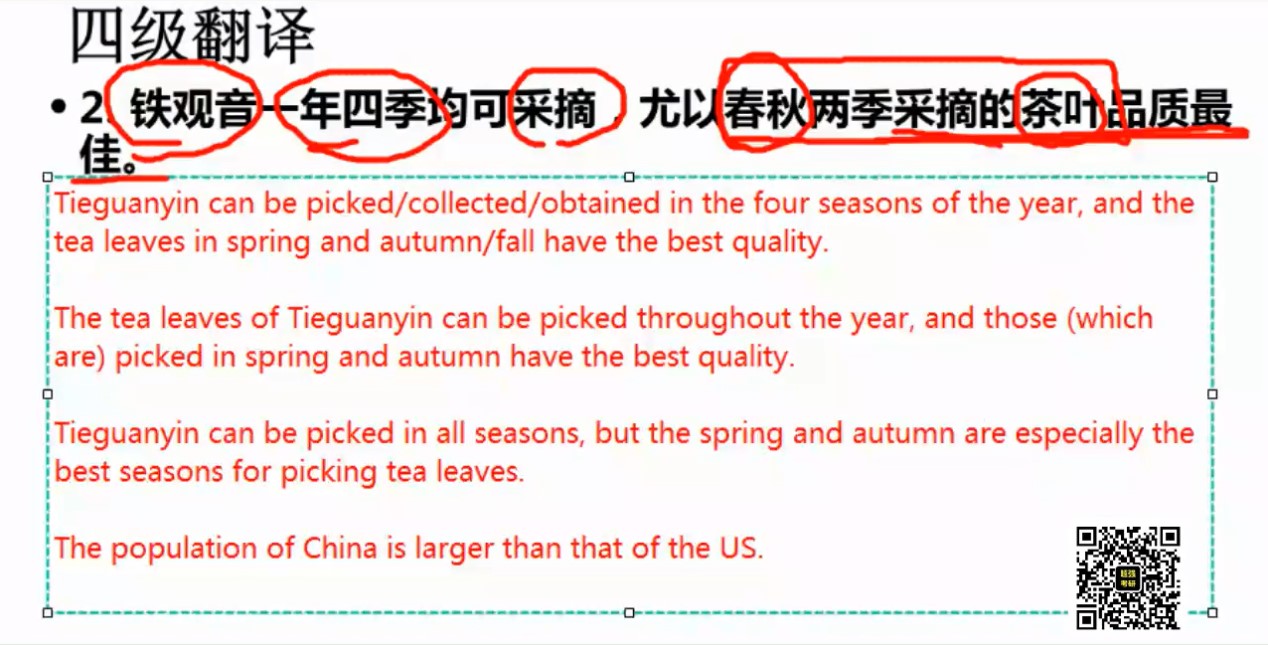 四级翻译
• 2. 铁观音一年四季均可采摘，尤以春秋两季采摘的茶叶品质最
佳。
Tieguanyin can be picked/collected/obtained in the four seasons of the year, and the
tea leaves in spring and autumn/fall have the best quality.
The tea leaves of Tieguanyin can be picked throughout the year, and those (which
are) picked in spring and autumn have the best quality.
Tieguanyin can be picked in all seasons, but the spring and autumn are especially the
best seasons for picking tea leaves.
The population of China is larger than that of the US.